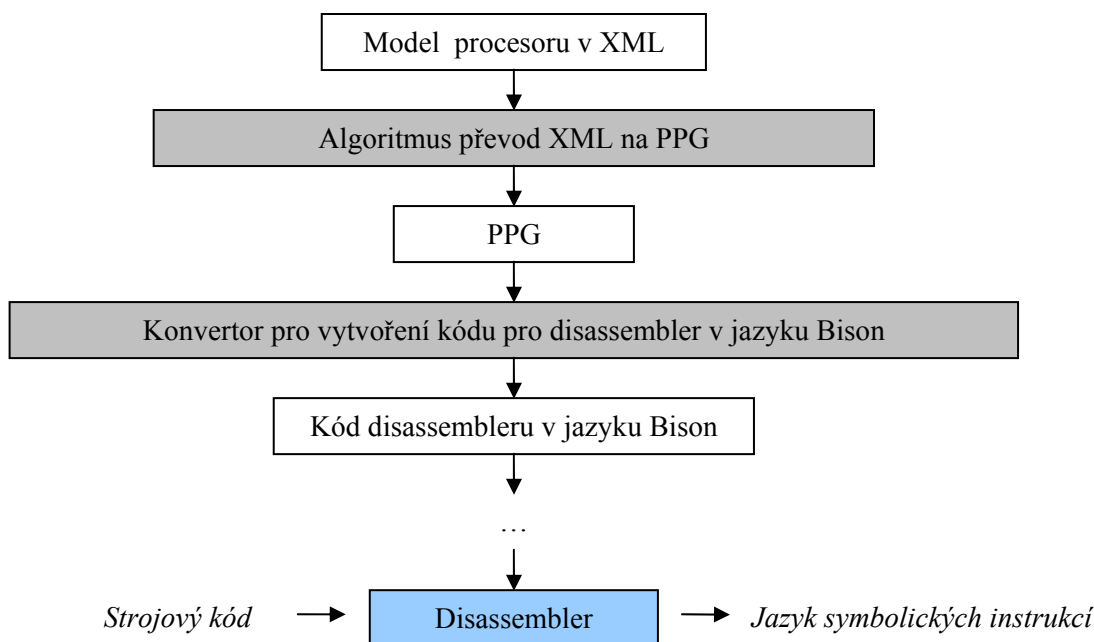 Model procesoru v XML
Algoritmus převod XML na PPG
PPG
Konvertor pro vytvoření kódu pro disassembler v jazyku Bison
Kód disassembleru v jazyku Bison
…
Strojový kód
Disassembler
Jazyk symbolických instrukcí